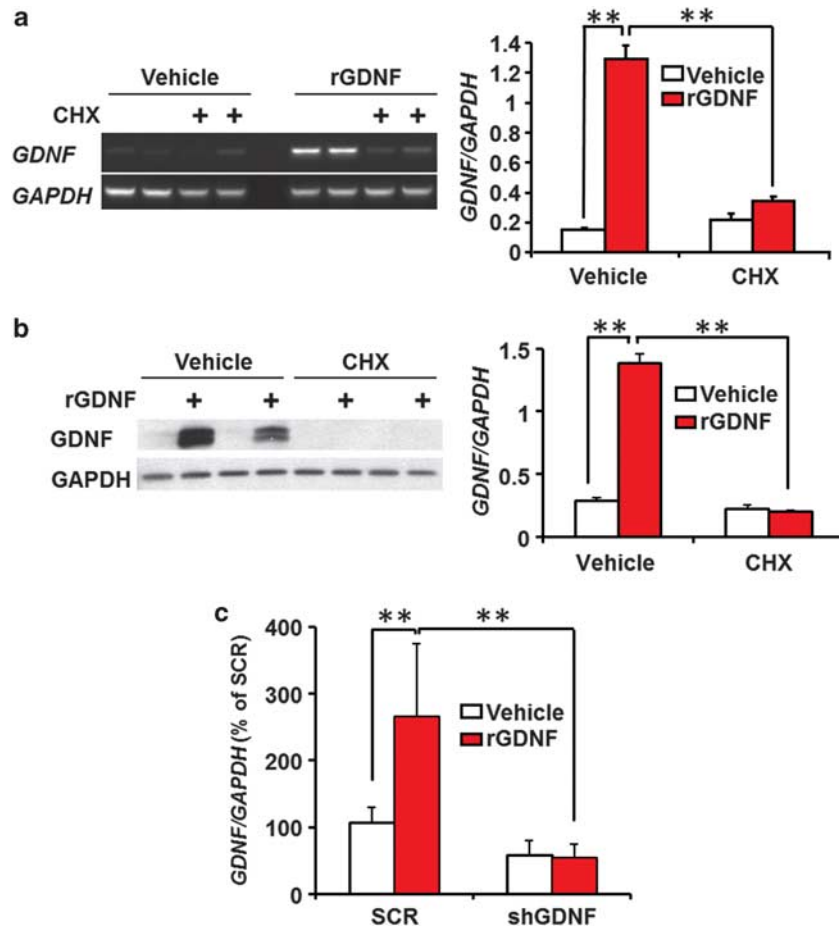 a
Vehicle rGDNF
CHX + + + +
GDNF
GAPDH
GDNF/GAPDH
1.4
1.2
1
0.8
0.6
0.4
0.2
0
** **
Vehicle
rGDNF
Vehicle CHX
b
Vehicle CHX
rGDNF + + + +
GDNF
GAPDH
GDNF/GAPDH
1.5
1
0.5
0
** **
Vehicle
rGDNF
Vehicle CHX
c
GDNF/GAPDH (% of SCR)
400
300
200
100
0
** **
Vehicle
rGDNF
SCR shGDNF